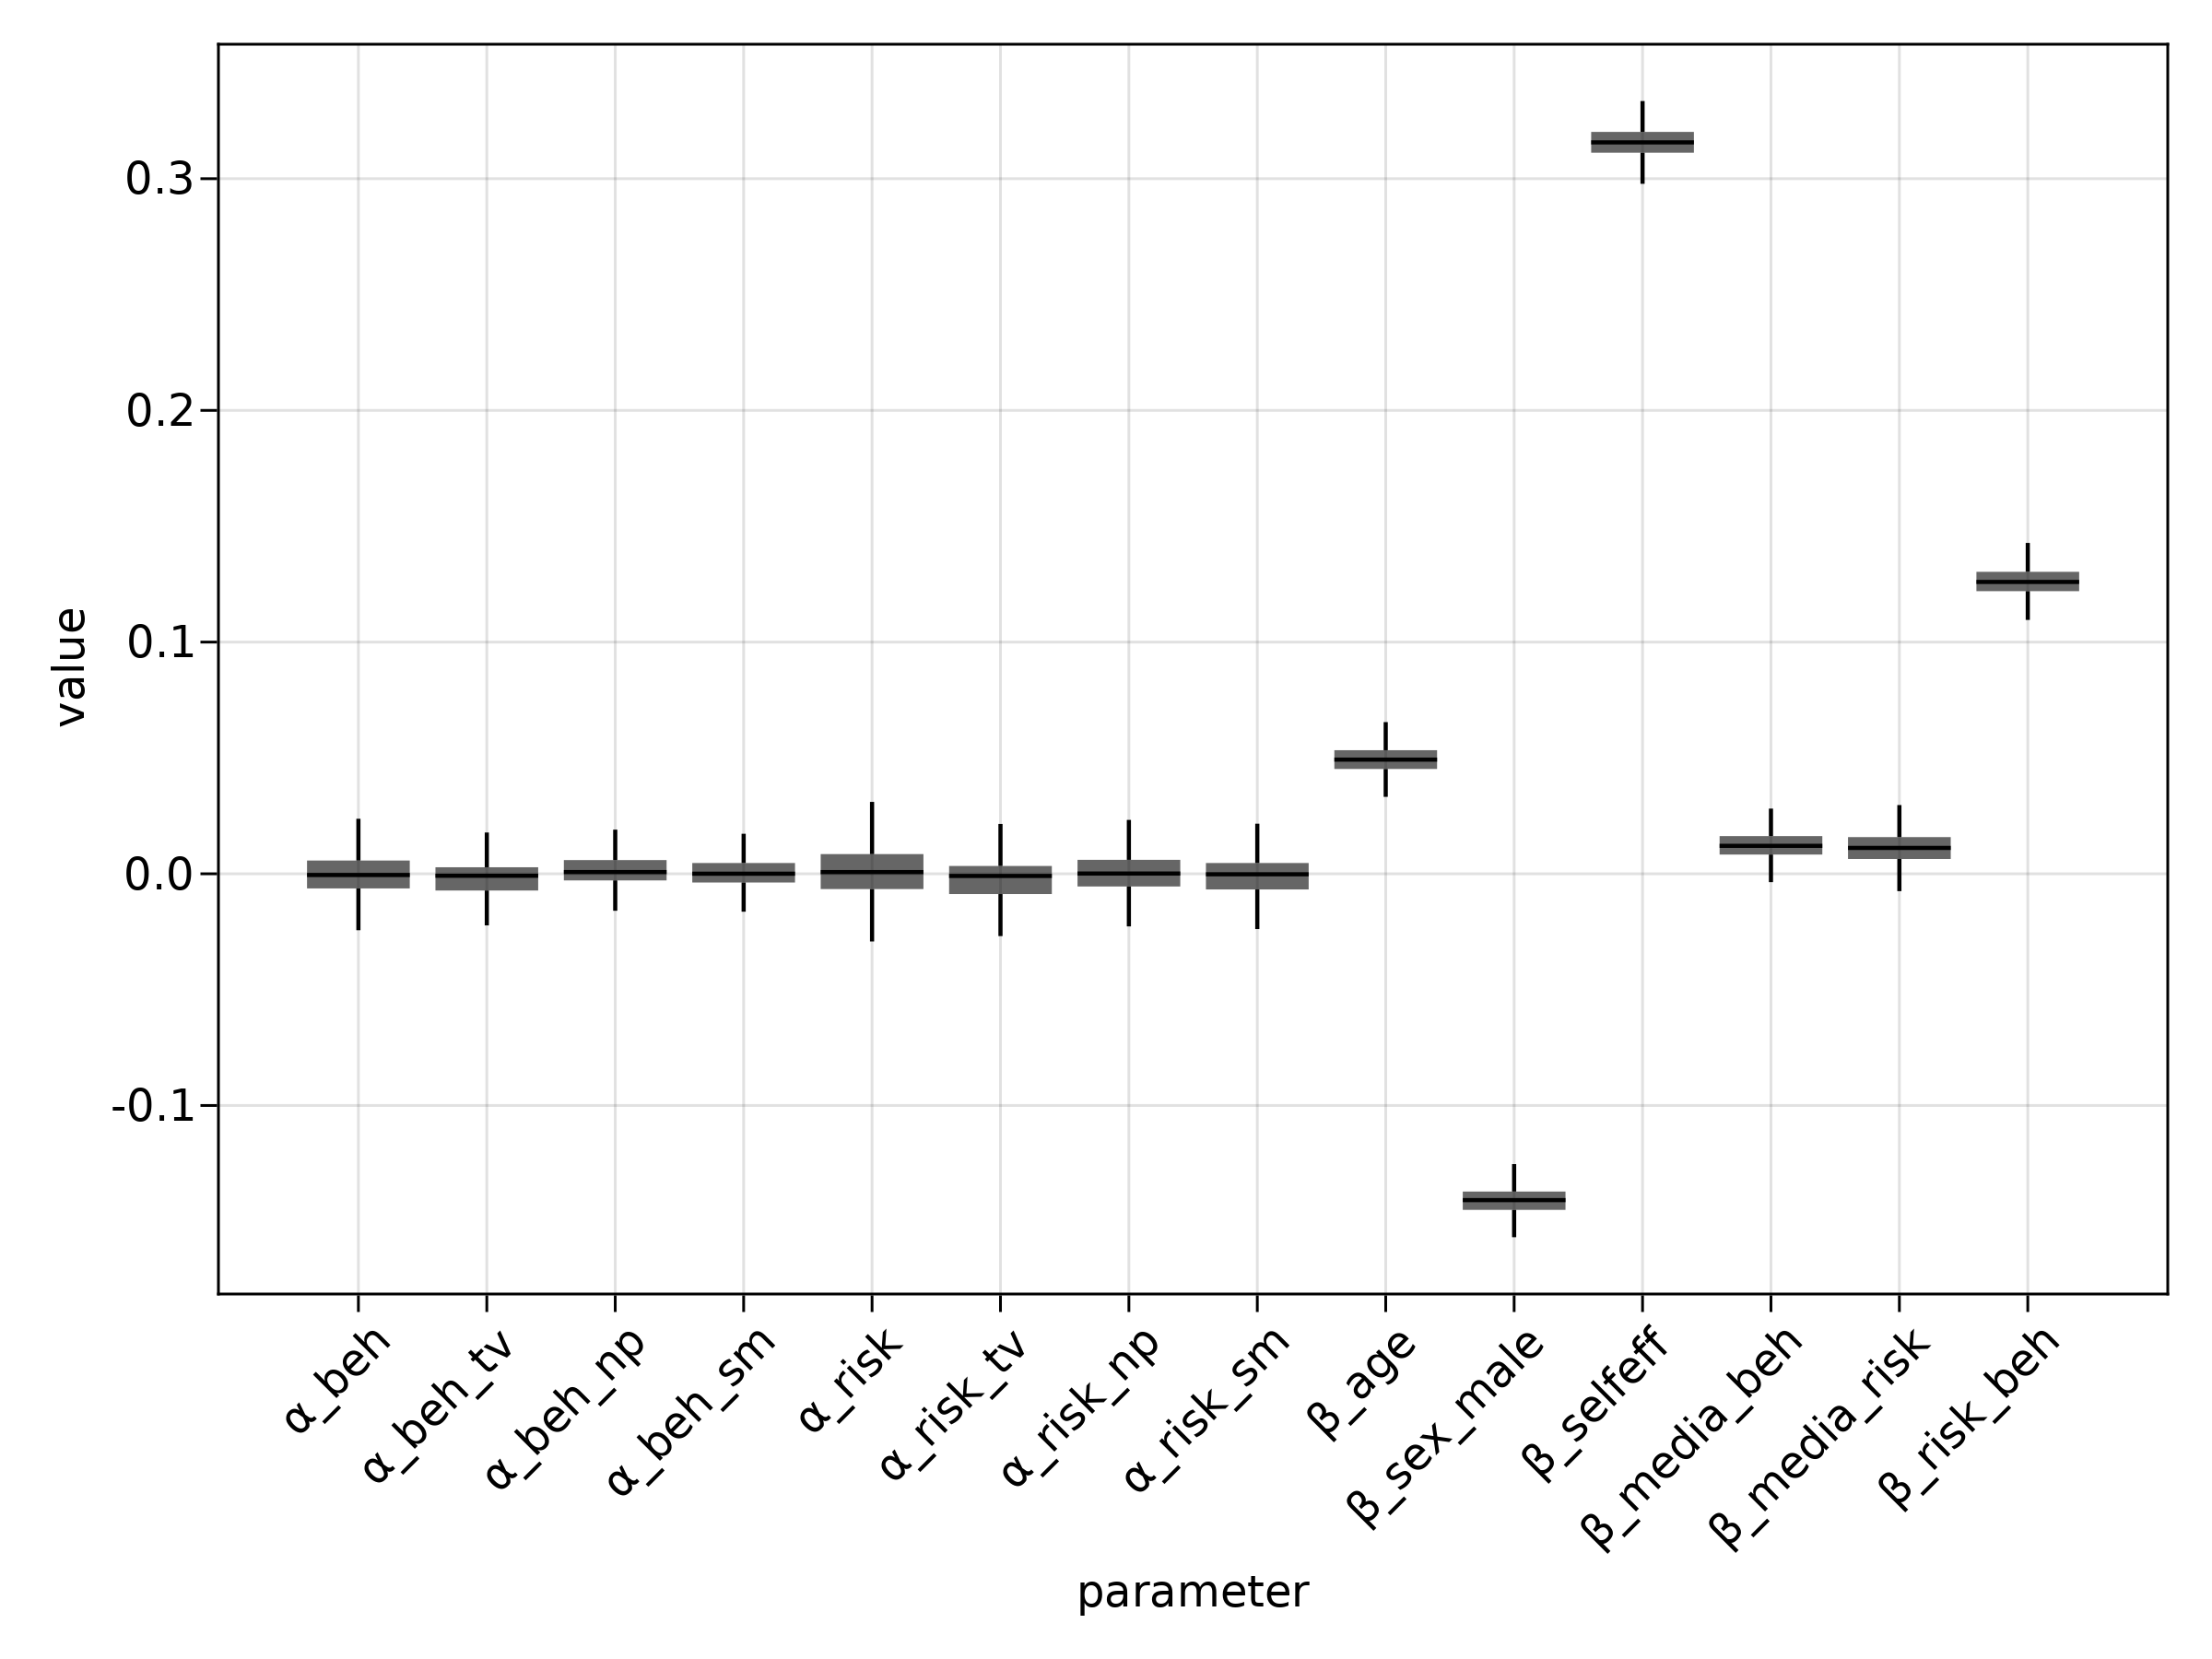 value
0.3
0.2
0.1
0.0
-0.1
α_beh
α_beh_tv
α_beh_np
α_beh_sm
α_risk
α_risk_tv
α_risk_np
α_risk_sm
β_age
β_sex_male
β_selfeff
β_media_beh
β_media_risk
β_risk_beh
parameter